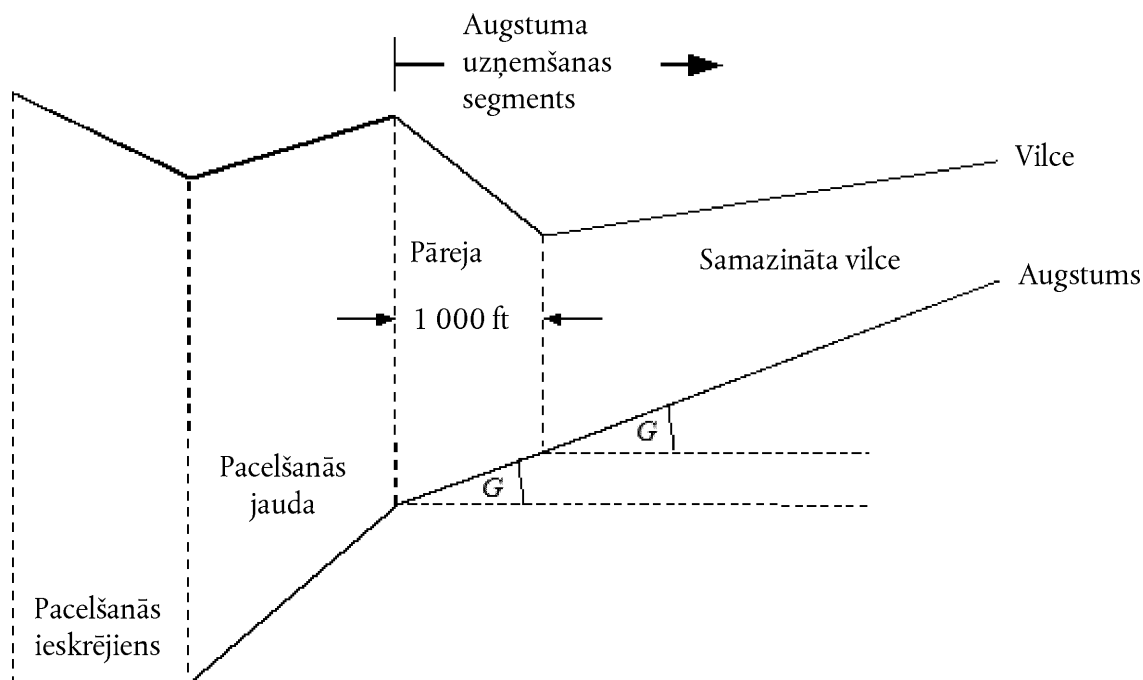 Augstuma
uzņemšanas
segments
Vilce
Pāreja
Samazināta vilce
Augstums
1 000 ft
G
Pacelšanās
jauda
G
Pacelšanās
ieskrējiens